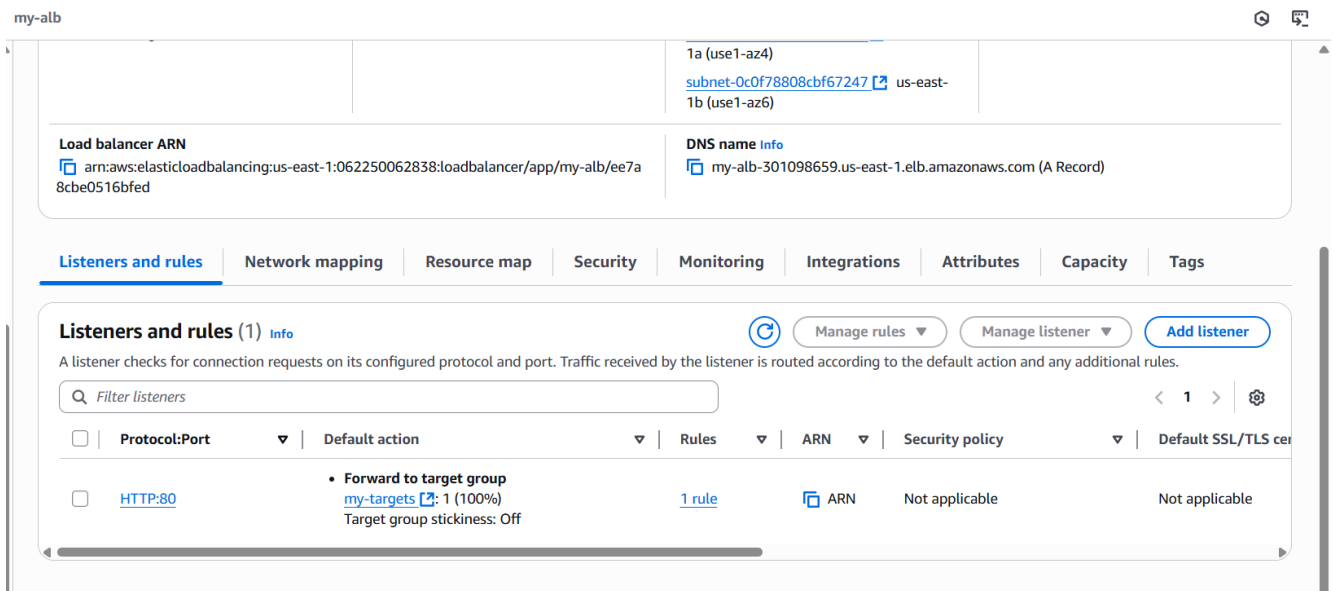 my-alb
1a (use1-az4)
subnet-0c0f78808cbf67247 us-east-
1b (use1-az6)
Load balancer ARN
arn:aws:elasticloadbalancing:us-east-1:062250062838:loadbalancer/app/my-alb/ee7a
8cbe0516bfed
DNS name Info
my-alb-301098659.us-east-1.elb.amazonaws.com (A Record)
Listeners and rules Network mapping Resource map Security Monitoring Integrations Attributes Capacity Tags
Listeners and rules (1) Info
Manage rules Manage listener Add listener
A listener checks for connection requests on its configured protocol and port. Traffic received by the listener is routed according to the default action and any additional rules.
Filter listeners
1
Protocol:Port Default action Rules ARN Security policy Default SSL/TLS cer
• Forward to target group
HTTP:80 my-targets : 1 (100%) 1 rule ARN Not applicable Not applicable
Target group stickiness: Off